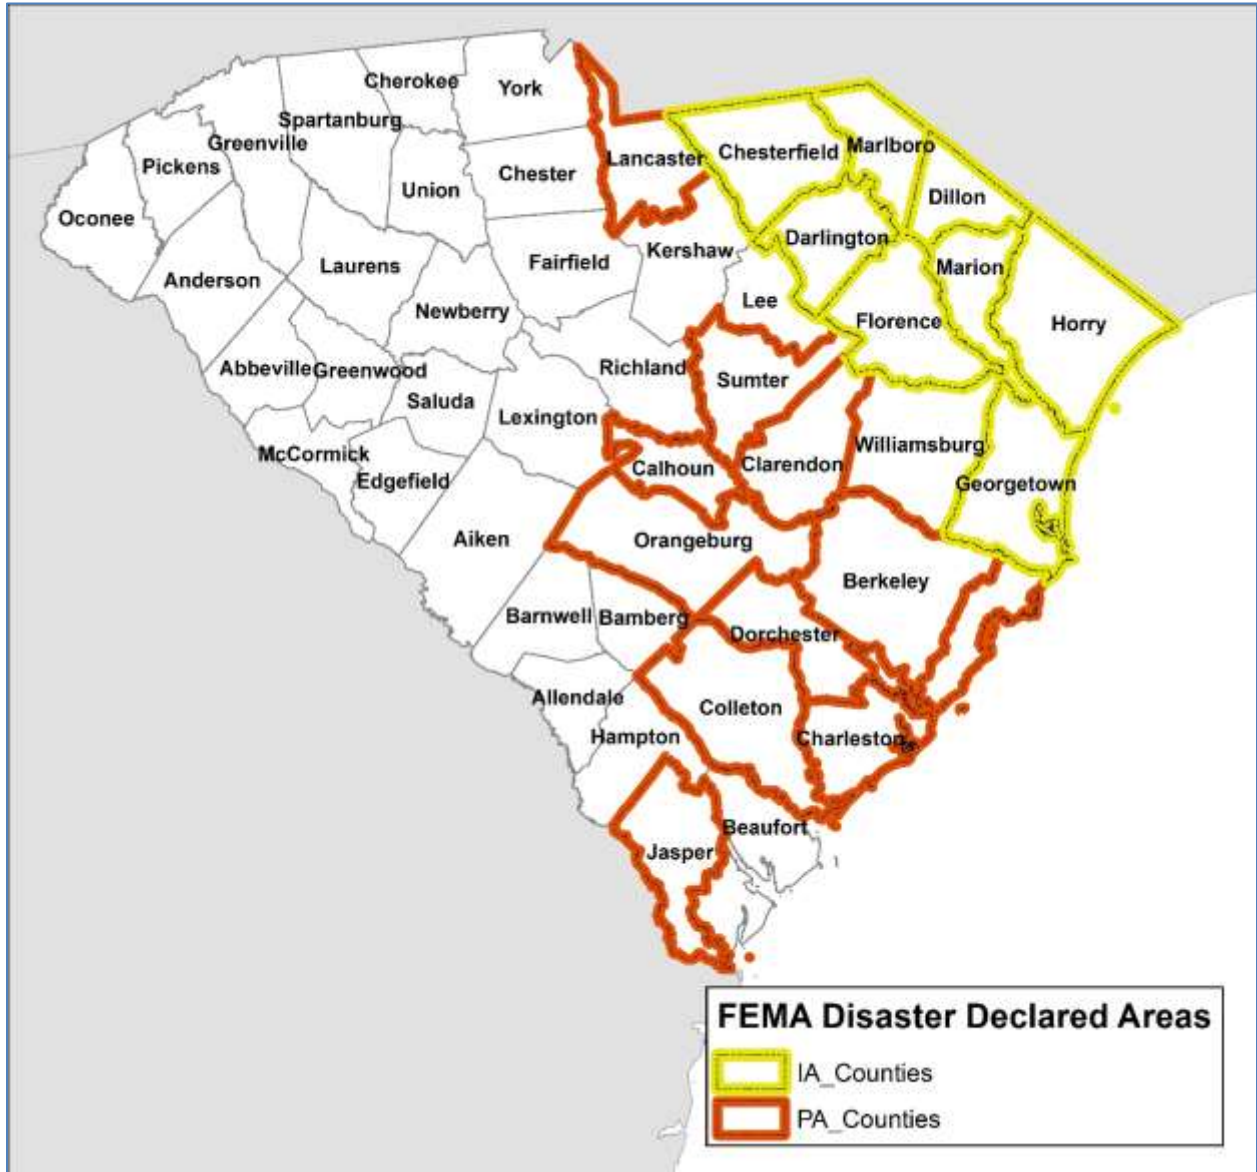 Cherokee
York
Spartanburg
Greenville
Pickens
Union
Chester
Lancaster
Chesterfield
Marlboro
Oconee
Dillon
Anderson
Laurens
Fairfield
Kershaw
Darlington
Marion
Newberry
Lee
Florence
Horry
Abbeville
Greenwood
Richland
Sumter
Saluda
Lexington
McCormick
Edgefield
Calhoun
Clarendon
Williamsburg
Georgetown
Aiken
Orangeburg
Berkeley
Barnwell
Bamberg
Dorchester
Allendale
Colleton
Hampton
Charleston
Beaufort
Jasper
FEMA Disaster Declared Areas
IA_Counties
PA_Counties